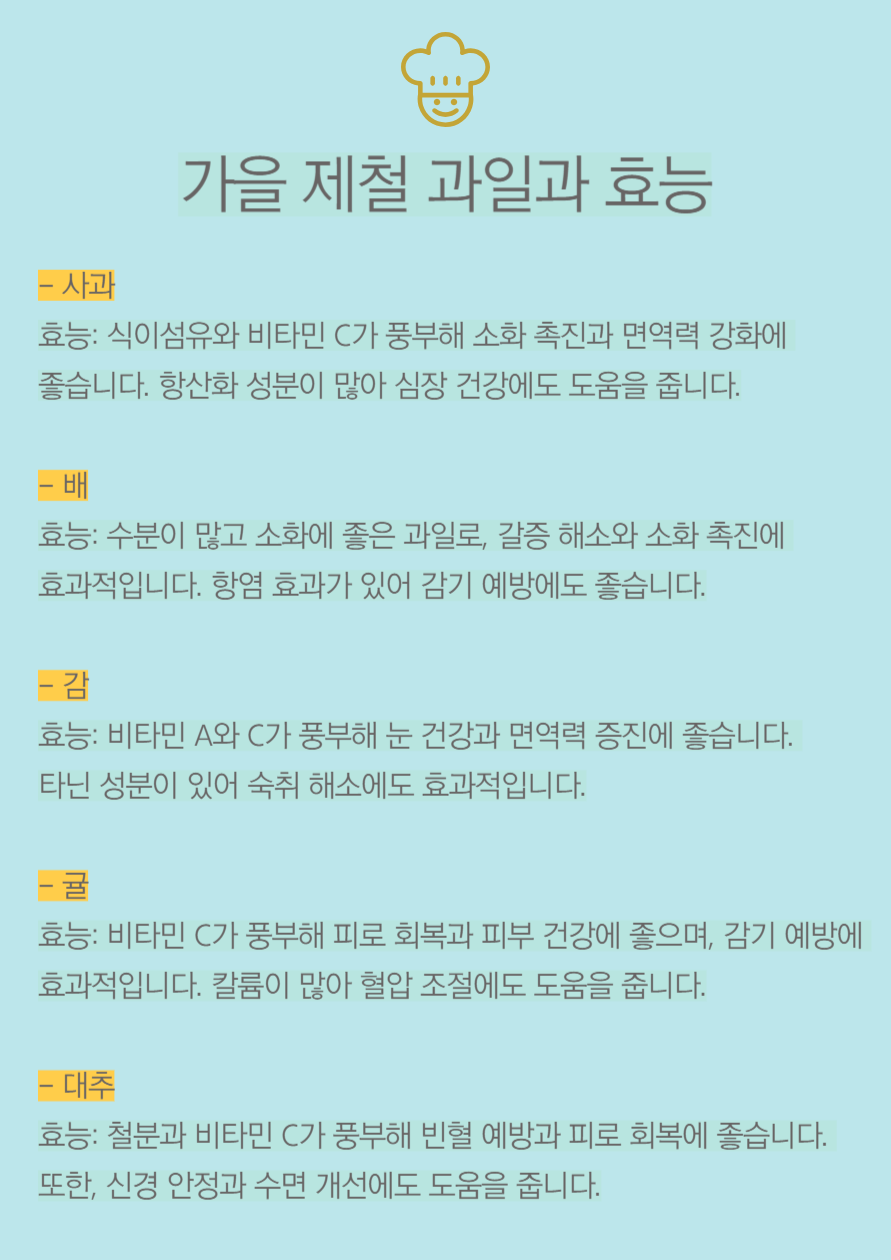 가을 제철 과일과 효능
- 사과
효능: 식이섬유와 비타민 C가 풍부해 소화 촉진과 면역력 강화에
좋습니다. 항산화 성분이 많아 심장 건강에도 도움을 줍니다.
- 배
효능: 수분이 많고 소화에 좋은 과일로, 갈증 해소와 소화 촉진에
효과적입니다. 항염 효과가 있어 감기 예방에도 좋습니다.
- 감
효능: 비타민 A와 C가 풍부해 눈 건강과 면역력 증진에 좋습니다.
타닌 성분이 있어 숙취 해소에도 효과적입니다.
- 귤
효능: 비타민 C가 풍부해 피로 회복과 피부 건강에 좋으며, 감기 예방에
효과적입니다. 칼륨이 많아 혈압 조절에도 도움을 줍니다.
- 대추
효능: 철분과 비타민 C가 풍부해 빈혈 예방과 피로 회복에 좋습니다.
또한, 신경 안정과 수면 개선에도 도움을 줍니다.